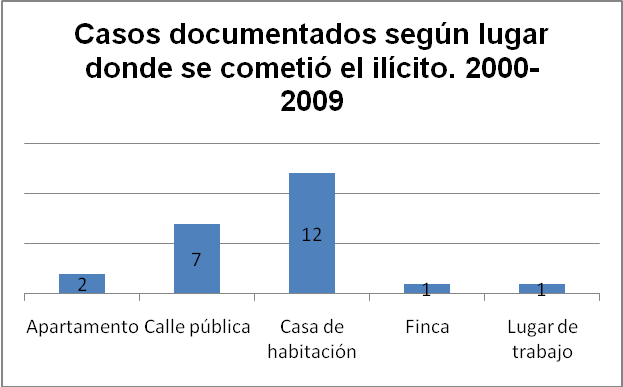 Casos documentados según lugar
donde se cometió el ilícito. 2000-
2009
2
7
12
1
1
Apartamento
Calle pública
Casa de
habitación
Finca
Lugar de
trabajo